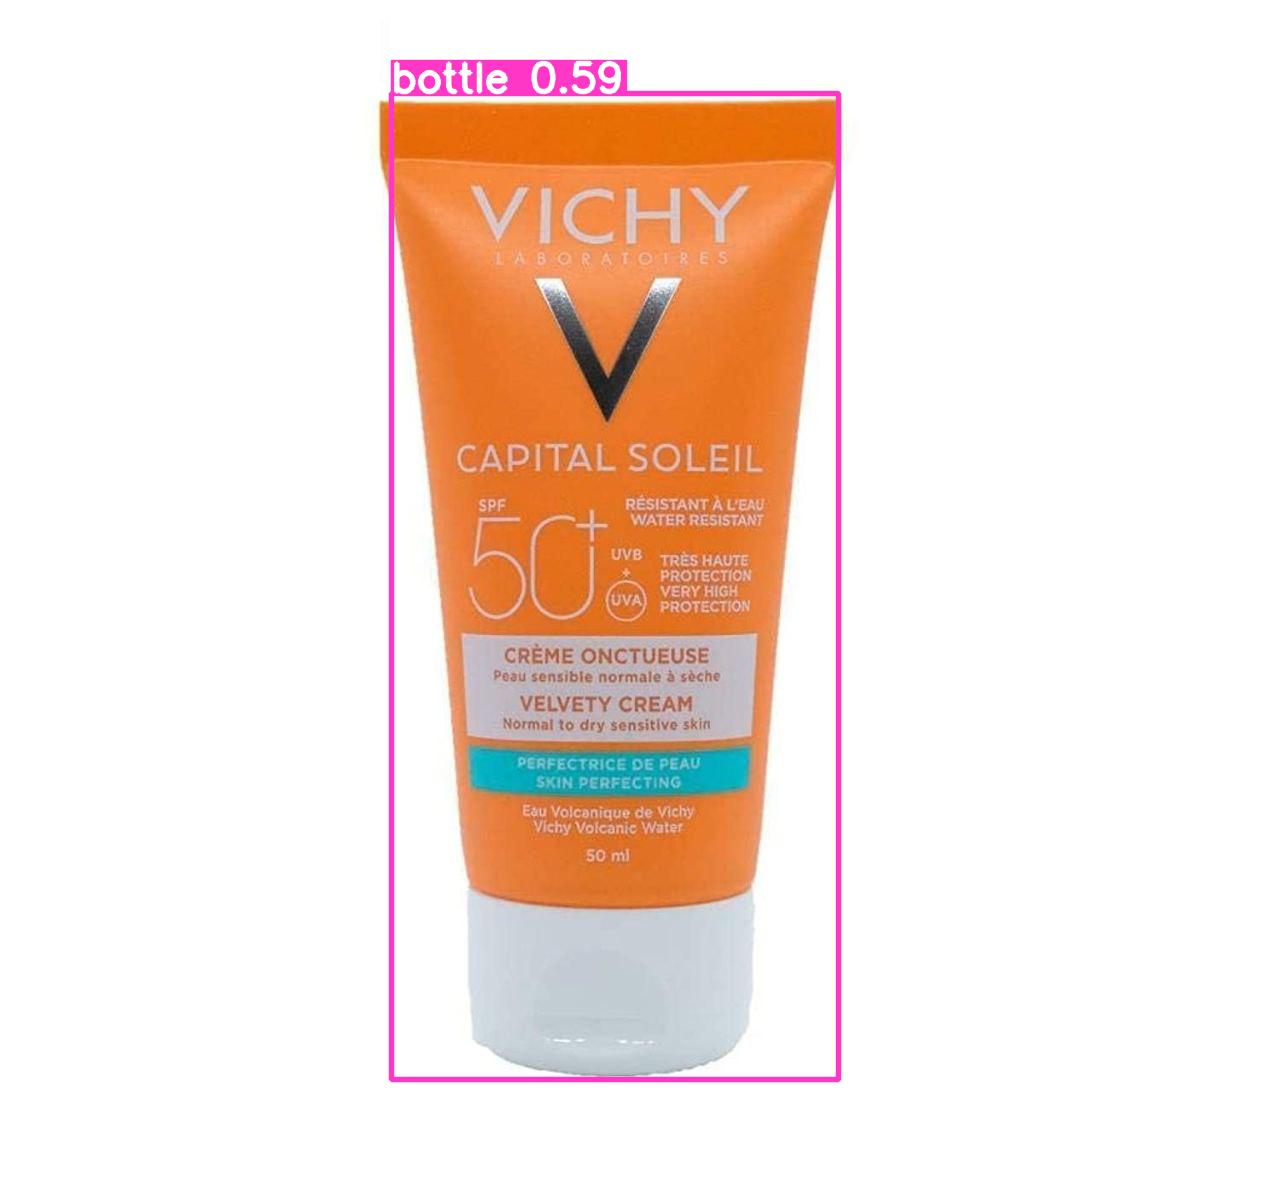 bottle 0.59
VICHY
LABORATOIRES
V
CAPITAL SOLEIL
SPF
50+
RÉSISTANT À L'EAU
WATER RESISTANT
UVB
+
UVA
TRÈS HAUTE
PROTECTION
VERY HIGH
PROTECTION
CRÈME ONCTUEUSE
Peau sensible normale à sèche
VELVETY CREAM
Normal to dry sensitive skin
PERFECTRICE DE PEAU
SKIN PERFECTING
Eau Volcanique de Vichy
Vichy Volcanic Water
50 ml